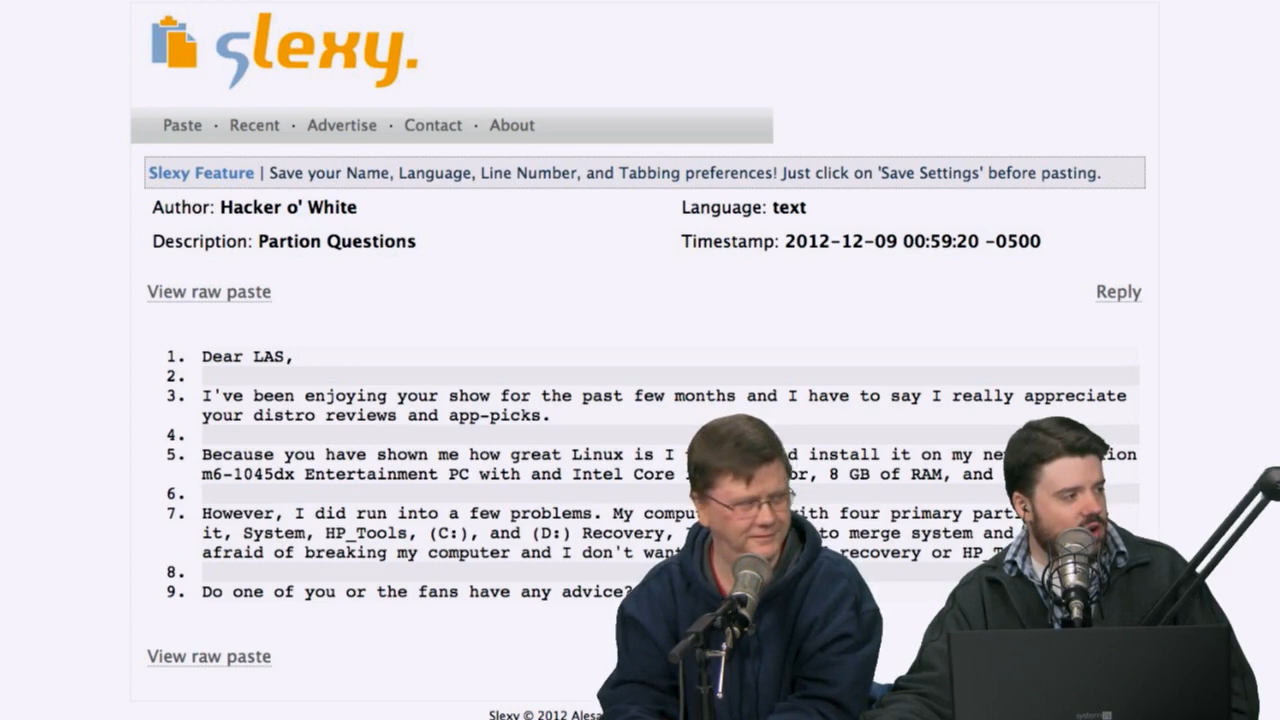 slexy.
Paste · Recent · Advertise · Contact · About
Slexy Feature | Save your Name, Language, Line Number, and Tabbing preferences! Just click on 'Save Settings' before pasting.
Author: Hacker o' White
Language: text
Description: Partion Questions
Timestamp: 2012-12-09 00:59:20 -0500
View raw paste
Reply
1. Dear LAS,
2.
3. I've been enjoying your show for the past few months and I have to say I really appreciate
your distro reviews and app-picks.
4.
5. Because you have shown me how great Linux is I install it on my
m6-1045dx Entertainment PC with and Intel Core 8 GB of RAM, and
6.
7. However, I did run into a few problems. My with four primary
it, System, HP_Tools, (C:), and (D:) Recovery, to merge system and
afraid of breaking my computer and I don't recovery or
8.
9. Do one of you or the fans have any advice?
View raw paste
Slexy © 2012